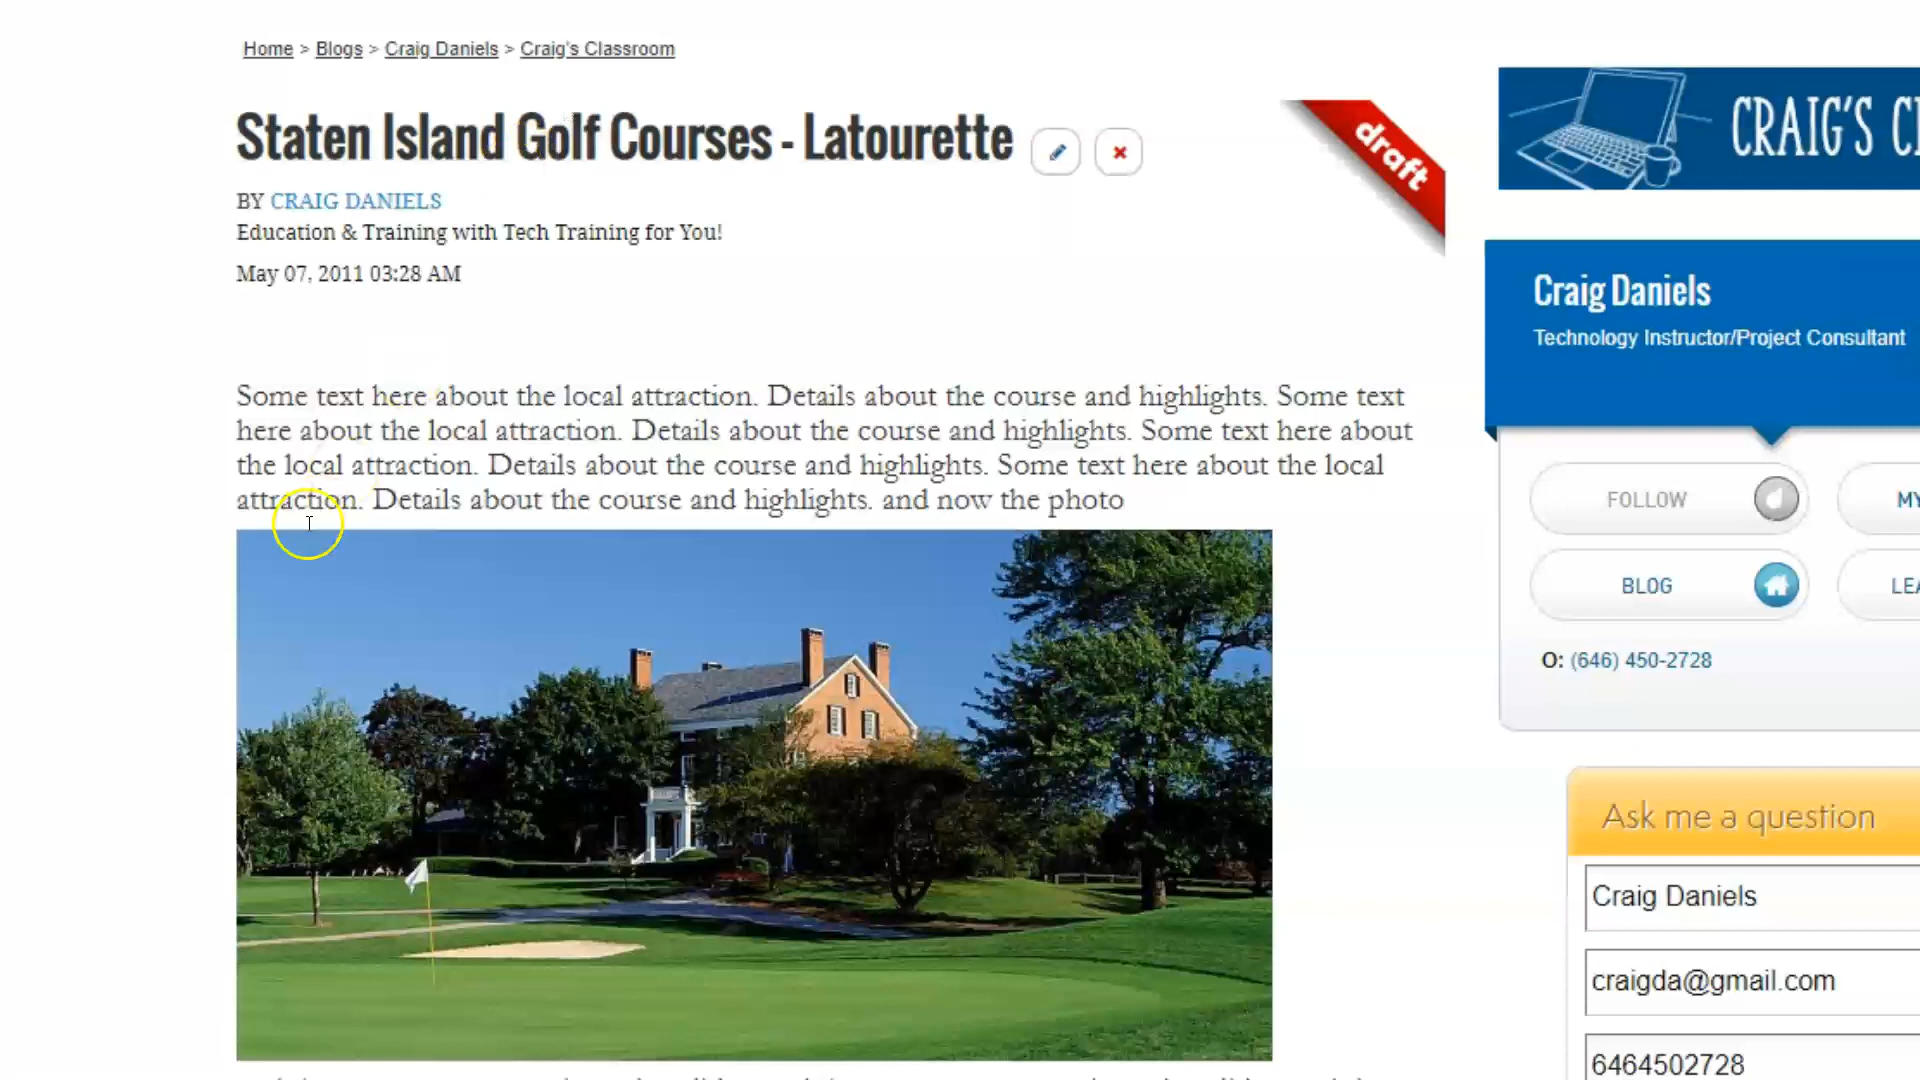 Home > Blogs > Craig Daniels > Craig's Classroom
Staten Island Golf Courses - Latourette
draft
BY CRAIG DANIELS
Education & Training with Tech Training for You!
May 07, 2011 03:28 AM
Some text here about the local attraction. Details about the course and highlights. Some text
here about the local attraction. Details about the course and highlights. Some text here about
the local attraction. Details about the course and highlights. Some text here about the local
attraction. Details about the course and highlights. and now the photo
CRAIG'S
Craig Daniels
Technology Instructor/Project Consultant
FOLLOW
MY
BLOG
O: (646) 450-2728
Ask me a question
Craig Daniels
craigda@gmail.com
6464502728